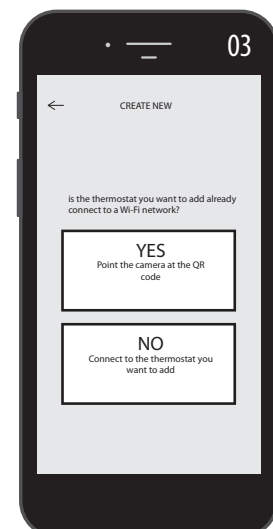 03
CREATE NEW
is the thermostat you want to add already
connect to a Wi-Fi network?
YES
Point the camera at the QR
code
NO
Connect to the thermostat you
want to add